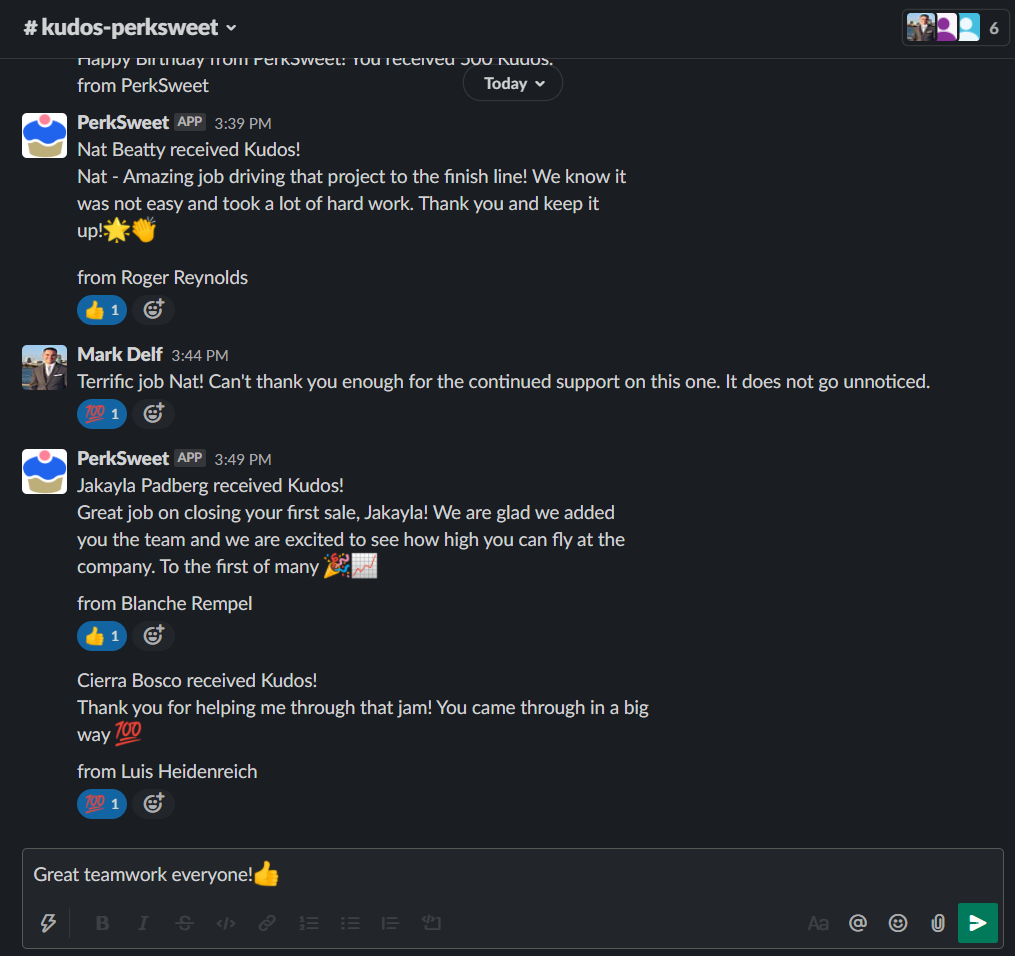 # kudos-perksweet
6
Happy Birthday from PerkSweet! You received 500 Kudos.
from PerkSweet
Today
PerkSweet APP 3:39 PM
Nat Beatty received Kudos!
Nat - Amazing job driving that project to the finish line! We know it
was not easy and took a lot of hard work. Thank you and keep it
up!🌟👏
from Roger Reynolds
👍 1
Mark Delf 3:44 PM
Terrific job Nat! Can't thank you enough for the continued support on this one. It does not go unnoticed.
💯 1
PerkSweet APP 3:49 PM
Jakayla Padberg received Kudos!
Great job on closing your first sale, Jakayla! We are glad we added
you the team and we are excited to see how high you can fly at the
company. To the first of many 🎉📈
from Blanche Rempel
👍 1
Cierra Bosco received Kudos!
Thank you for helping me through that jam! You came through in a big
way 💯
from Luis Heidenreich
💯 1
Great teamwork everyone!👍
B I S </> Aa @